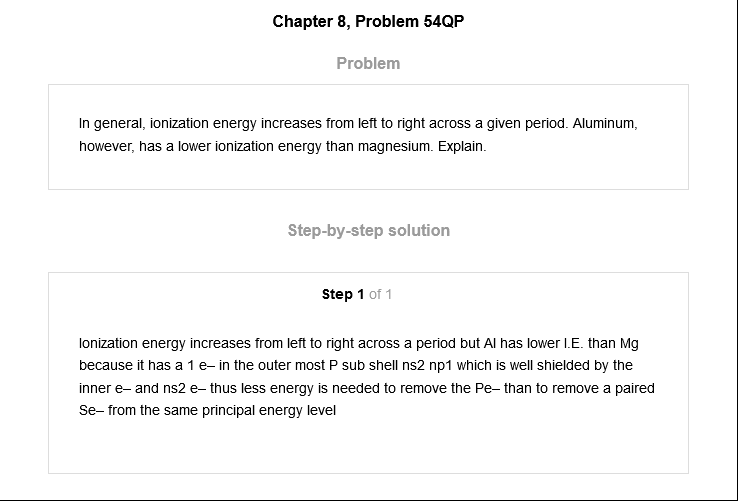 Chapter 8, Problem 54QP
Problem
In general, ionization energy increases from left to right across a given period. Aluminum,
however, has a lower ionization energy than magnesium. Explain.
Step-by-step solution
Step 1 of 1
Ionization energy increases from left to right across a period but Al has lower I.E. than Mg
because it has a 1 e– in the outer most P sub shell ns2 np1 which is well shielded by the
inner e– and ns2 e– thus less energy is needed to remove the Pe– than to remove a paired
Se– from the same principal energy level